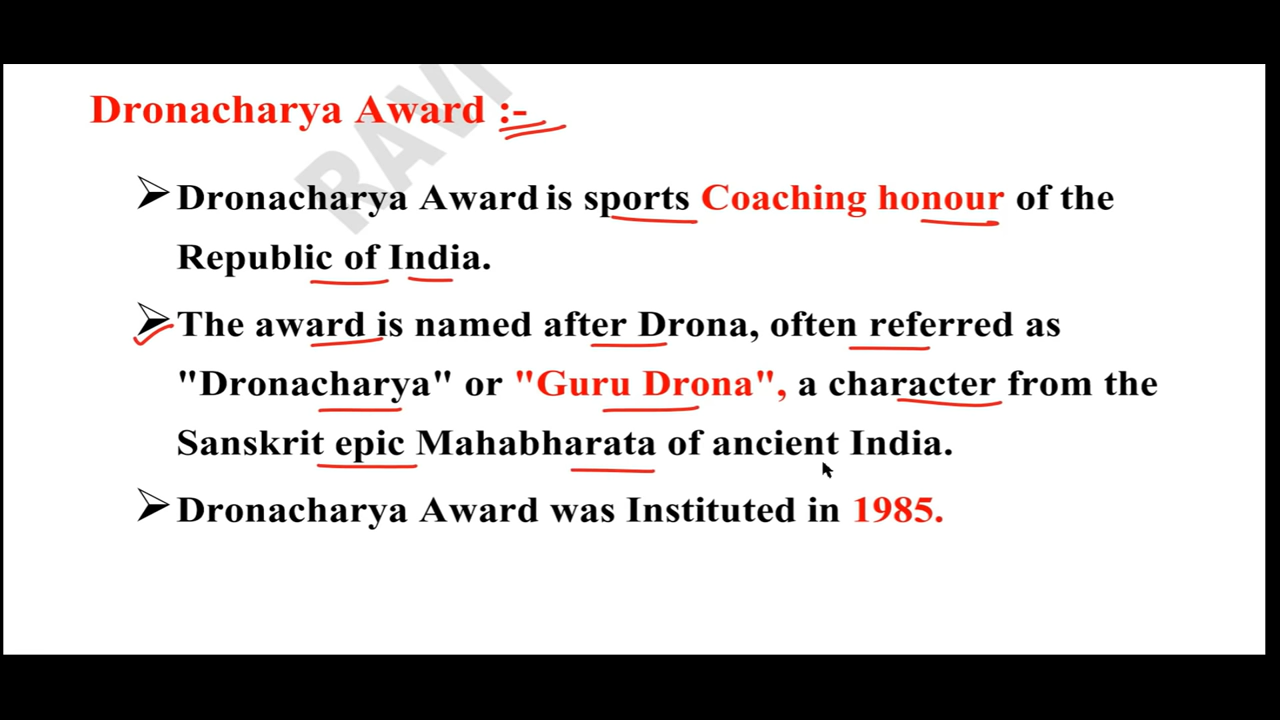 RAVI
Dronacharya Award :-
➢ Dronacharya Award is sports Coaching honour of the
Republic of India.
➢ The award is named after Drona, often referred as
"Dronacharya" or "Guru Drona", a character from the
Sanskrit epic Mahabharata of ancient India.
➢ Dronacharya Award was Instituted in 1985.